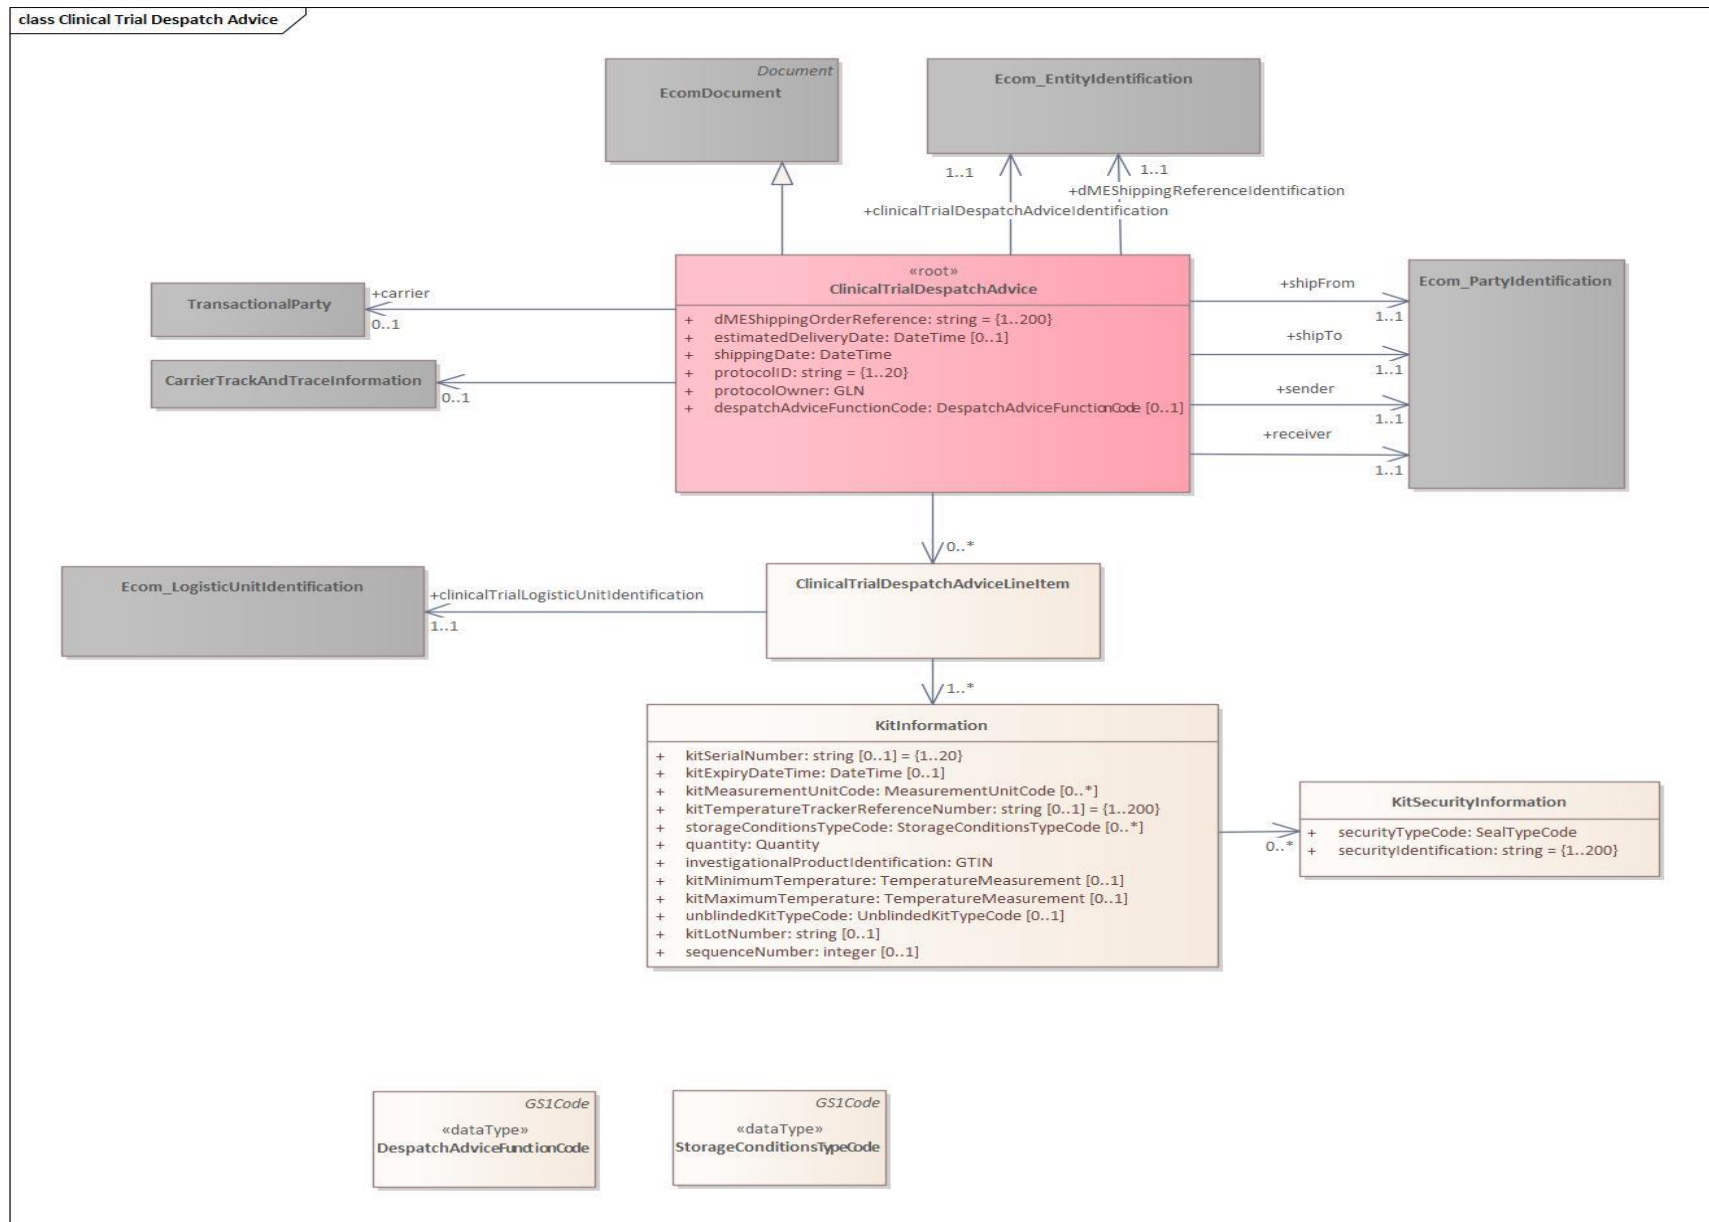 class Clinical Trial Despatch Advice
Document
EcomDocument
Ecom_EntityIdentification
1..1
1..1
+dMEShippingReferenceIdentification
+clinicalTrialDespatchAdviceIdentification
«root»
ClinicalTrialDespatchAdvice
+ dMEShippingOrderReference: string = {1..200}
+ estimatedDeliveryDate: DateTime [0..1]
+ shippingDate: DateTime
+ protocolID: string = {1..20}
+ protocolOwner: GLN
+ despatchAdviceFunctionCode: DespatchAdviceFunctionCode [0..1]
TransactionalParty
+carrier
0..1
CarrierTrackAndTraceInformation
0..1
+shipFrom
1..1
+shipTo
1..1
+sender
1..1
+receiver
1..1
Ecom_PartyIdentification
0..*
ClinicalTrialDespatchAdviceLineItem
Ecom_LogisticUnitIdentification
+clinicalTrialLogisticUnitIdentification
1..1
1..*
KitInformation
+ kitSerialNumber: string [0..1] = {1..20}
+ kitExpiryDateTime: DateTime [0..1]
+ kitMeasurementUnitCode: MeasurementUnitCode [0..*]
+ kitTemperatureTrackerReferenceNumber: string [0..1] = {1..200}
+ storageConditionsTypeCode: StorageConditionsTypeCode [0..*]
+ quantity: Quantity
+ investigationalProductIdentification: GTIN
+ kitMinimumTemperature: TemperatureMeasurement [0..1]
+ kitMaximumTemperature: TemperatureMeasurement [0..1]
+ unblindedKitTypeCode: UnblindedKitTypeCode [0..1]
+ kitLotNumber: string [0..1]
+ sequenceNumber: integer [0..1]
0..*
KitSecurityInformation
+ securityTypeCode: SealTypeCode
+ securityIdentification: string = {1..200}
GS1Code
«dataType»
DespatchAdviceFunctionCode
GS1Code
«dataType»
StorageConditionsTypeCode